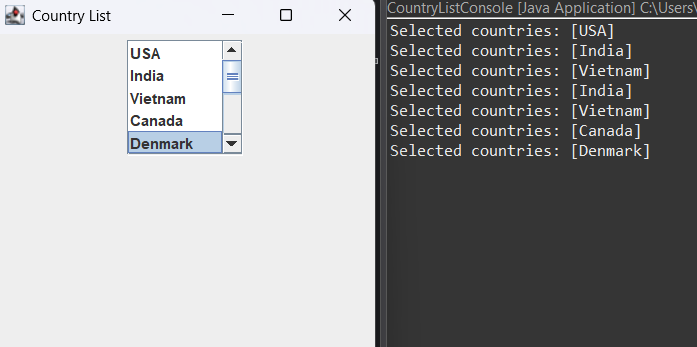 Country List
USA
India
Vietnam
Canada
Denmark
CountryListConsole [Java Application] C:\Users\
Selected countries: [USA]
Selected countries: [India]
Selected countries: [Vietnam]
Selected countries: [India]
Selected countries: [Vietnam]
Selected countries: [Canada]
Selected countries: [Denmark]